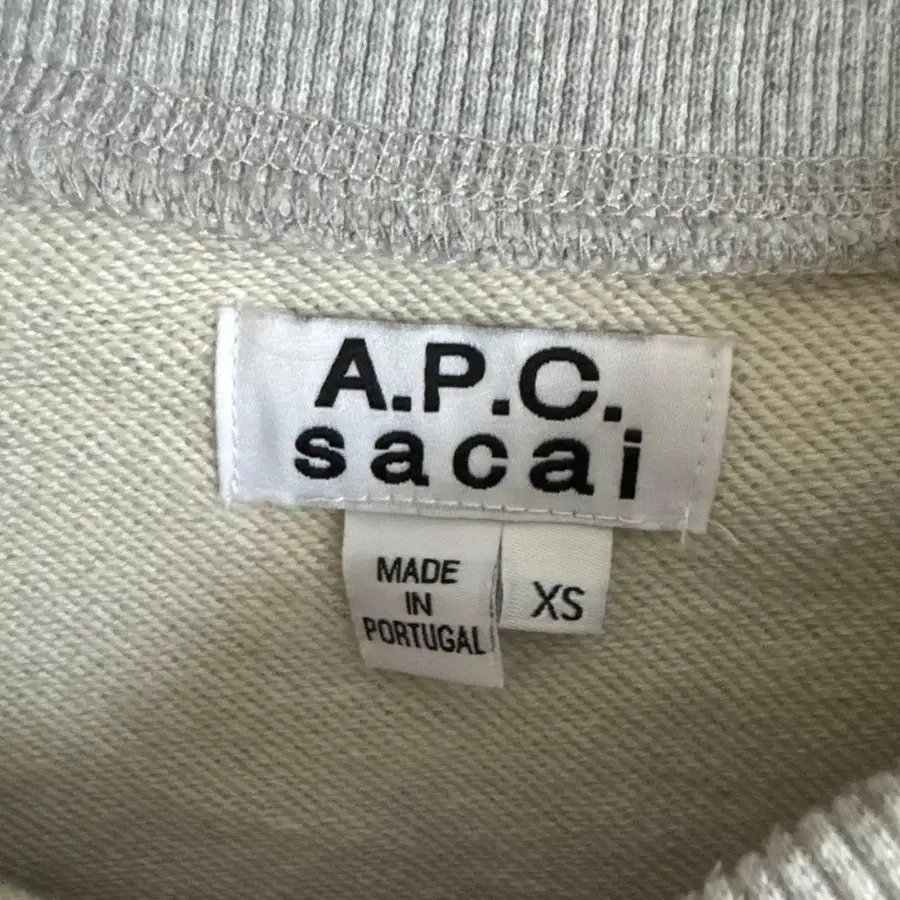 A.P.C.
sacai
MADE
IN
PORTUGAL
XS